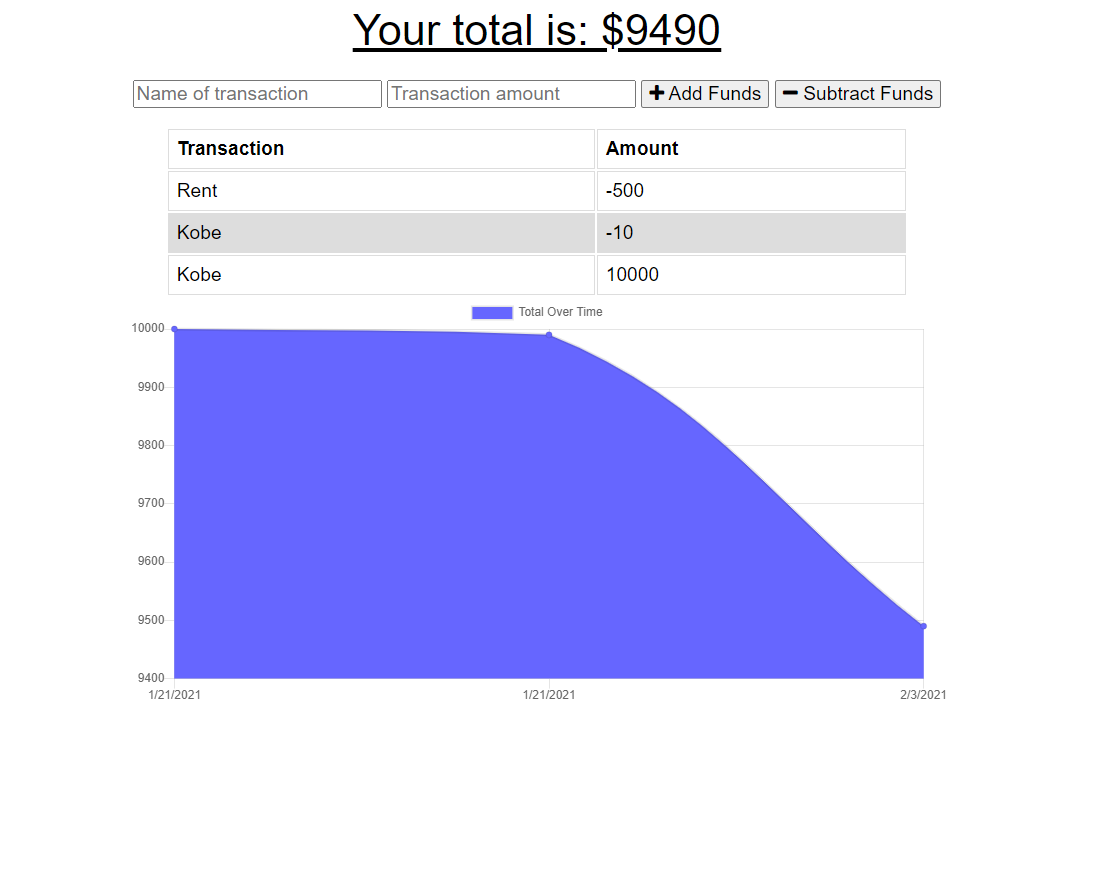 Your total is: $9490
Name of transaction Transaction amount + Add Funds − Subtract Funds
Transaction Amount
Rent -500
Kobe -10
Kobe 10000
Total Over Time
10000
9900
9800
9700
9600
9500
9400
1/21/2021 1/21/2021 2/3/2021